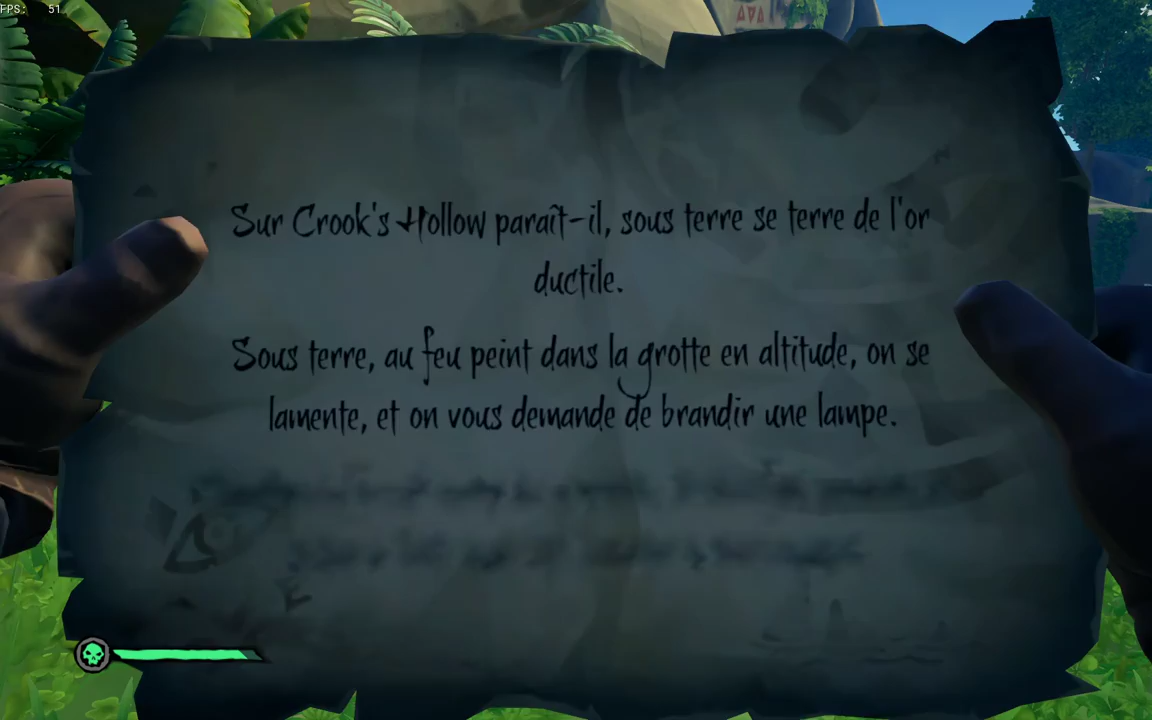 FPS: 51
Sur Crook's Hollow paraît-il, sous terre se terre de l'or
ductile.
Sous terre, au feu peint dans la grotte en altitude, on se
lamente, et on vous demande de brandir une lampe.